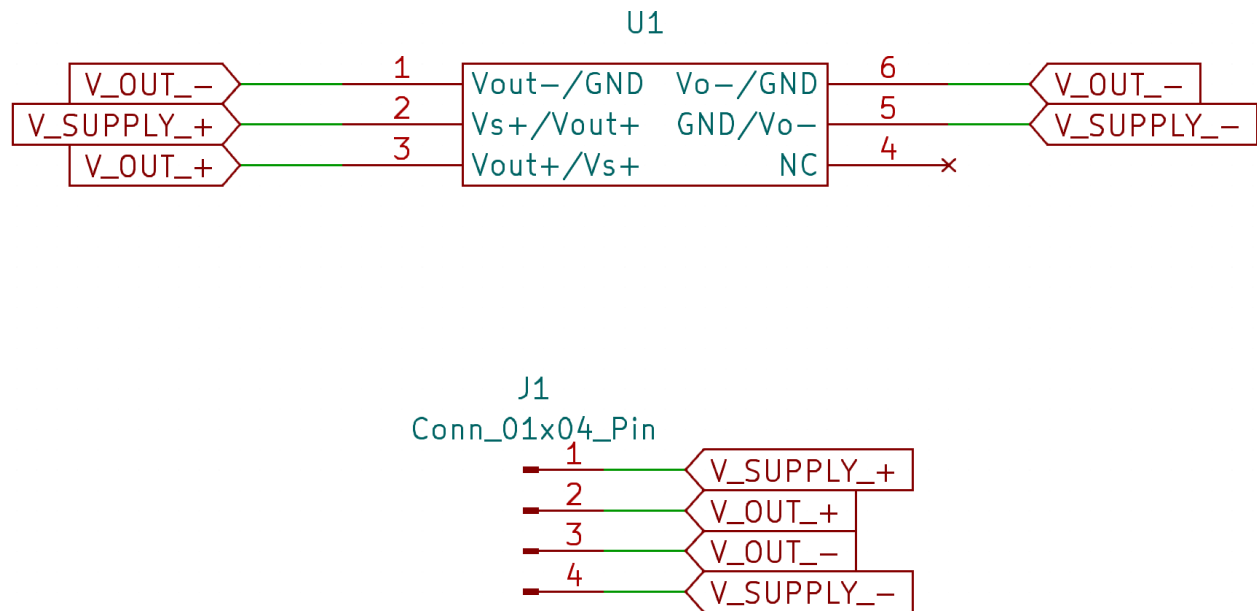 U1
V_OUT_- 1 Vout-/GND Vo-/GND 6 V_OUT_-
V_SUPPLY_+ 2 Vs+/Vout+ GND/Vo- 5 V_SUPPLY_-
V_OUT_+ 3 Vout+/Vs+ NC 4
J1
Conn_01x04_Pin
1 V_SUPPLY_+
2 V_OUT_+
3 V_OUT_-
4 V_SUPPLY_-